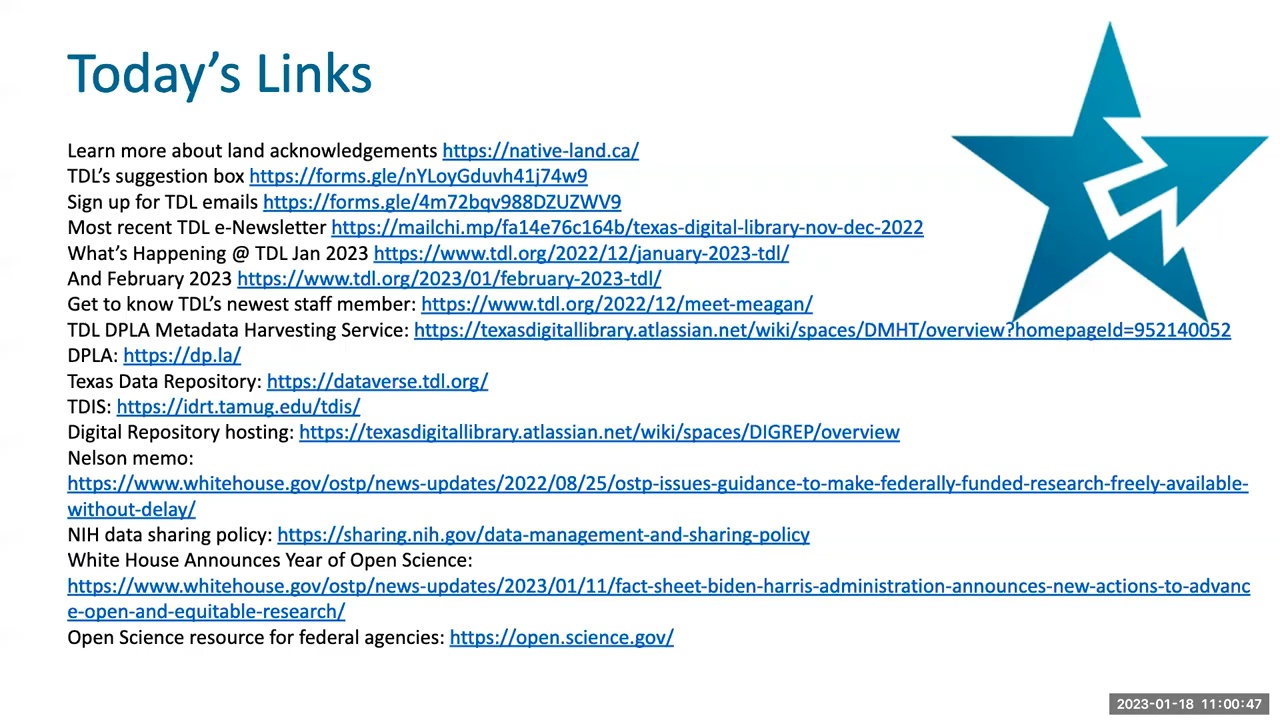 Today's Links
Learn more about land acknowledgements https://native-land.ca/
TDL's suggestion box https://forms.gle/nYLoyGduvh41j74w9
Sign up for TDL emails https://forms.gle/4m72bqv988DZUZWV9
Most recent TDL e-Newsletter https://mailchi.mp/fa14e76c164b/texas-digital-library-nov-dec-2022
What's Happening @ TDL Jan 2023 https://www.tdl.org/2022/12/january-2023-tdl/
And February 2023 https://www.tdl.org/2023/01/february-2023-tdl/
Get to know TDL's newest staff member: https://www.tdl.org/2022/12/meet-meagan/
TDL DPLA Metadata Harvesting Service: https://texasdigitallibrary.atlassian.net/wiki/spaces/DMHT/overview?homepageId=952140052
DPLA: https://dp.la/
Texas Data Repository: https://dataverse.tdl.org/
TDIS: https://idrt.tamug.edu/tdis/
Digital Repository hosting: https://texasdigitallibrary.atlassian.net/wiki/spaces/DIGREP/overview
Nelson memo:
https://www.whitehouse.gov/ostp/news-updates/2022/08/25/ostp-issues-guidance-to-make-federally-funded-research-freely-available-
without-delay/
NIH data sharing policy: https://sharing.nih.gov/data-management-and-sharing-policy
White House Announces Year of Open Science:
https://www.whitehouse.gov/ostp/news-updates/2023/01/11/fact-sheet-biden-harris-administration-announces-new-actions-to-advanc
e-open-and-equitable-research/
Open Science resource for federal agencies: https://open.science.gov/
2023-01-18 11:00:47